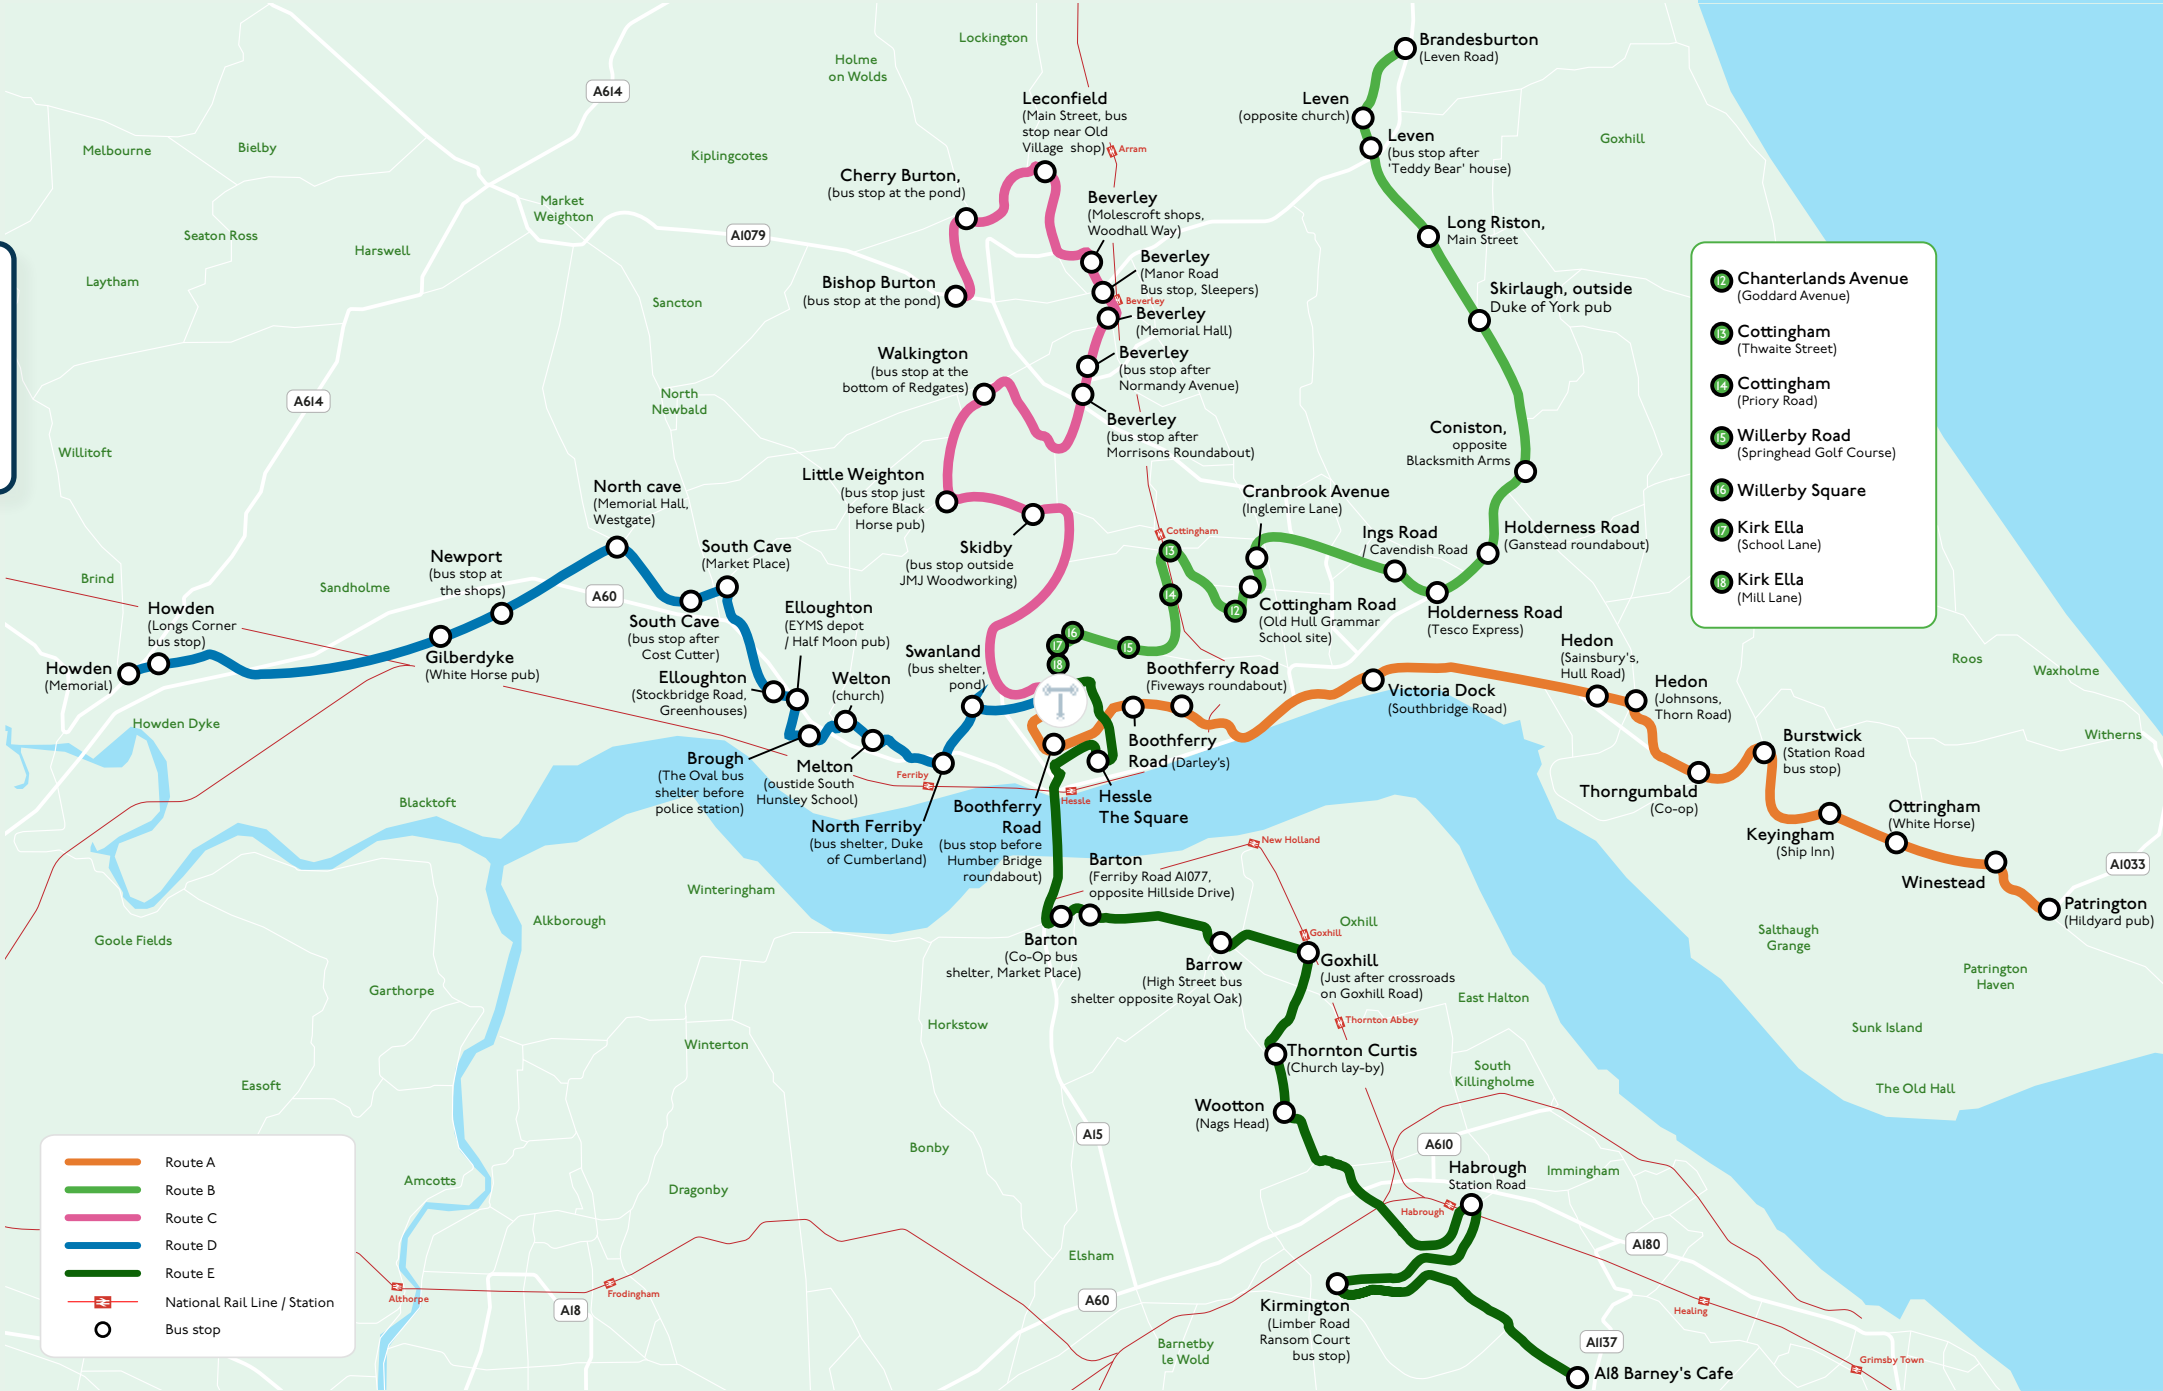 Brandesburton
(Leven Road)
Leven
(opposite church)
Leven
(bus stop after
'Teddy Bear' house)
Long Riston,
Main Street
Skirlaugh, outside
Duke of York pub
Coniston,
opposite
Blacksmith Arms
Holderness Road
(Ganstead roundabout)
Holderness Road
(Tesco Express)
Ings Road
/ Cavendish Road
Cranbrook Avenue
(Inglemire Lane)
Cottingham Road
(Old Hull Grammar
School site)
12
13
14
15
16
17
18
12 Chanterlands Avenue
(Goddard Avenue)
13 Cottingham
(Thwaite Street)
14 Cottingham
(Priory Road)
15 Willerby Road
(Springhead Golf Course)
16 Willerby Square
17 Kirk Ella
(School Lane)
18 Kirk Ella
(Mill Lane)
Leconfield
(Main Street, bus
stop near Old
Village shop)
Cherry Burton,
(bus stop at the pond)
Bishop Burton
(bus stop at the pond)
Beverley
(Molescroft shops,
Woodhall Way)
Beverley
(Manor Road
Bus stop, Sleepers)
Beverley
(Memorial Hall)
Beverley
(bus stop after
Normandy Avenue)
Beverley
(bus stop after
Morrisons Roundabout)
Walkington
(bus stop at the
bottom of Redgates)
Little Weighton
(bus stop just
before Black
Horse pub)
Skidby
(bus stop outside
JMJ Woodworking)
Howden
(Memorial)
Howden
(Longs Corner
bus stop)
Gilberdyke
(White Horse pub)
Newport
(bus stop at
the shops)
North cave
(Memorial Hall,
Westgate)
South Cave
(bus stop after
Cost Cutter)
South Cave
(Market Place)
Elloughton
(Stockbridge Road,
Greenhouses)
Elloughton
(EYMS depot
/ Half Moon pub)
Brough
(The Oval bus
shelter before
police station)
Welton
(church)
Melton
(oustide South
Hunsley School)
North Ferriby
(bus shelter, Duke
of Cumberland)
Swanland
(bus shelter,
pond)
T
Boothferry Road
(Fiveways roundabout)
Boothferry
Road (Darley's)
Boothferry
Road
(bus stop before
Humber Bridge
roundabout)
Hessle
The Square
Victoria Dock
(Southbridge Road)
Hedon
(Sainsbury's,
Hull Road)
Hedon
(Johnsons,
Thorn Road)
Thorngumbald
(Co-op)
Burstwick
(Station Road
bus stop)
Keyingham
(Ship Inn)
Ottringham
(White Horse)
Winestead
Patrington
(Hildyard pub)
Barton
(Ferriby Road A1077,
opposite Hillside Drive)
Barton
(Co-Op bus
shelter, Market Place)
Barrow
(High Street bus
shelter opposite Royal Oak)
Goxhill
(Just after crossroads
on Goxhill Road)
Thornton Curtis
(Church lay-by)
Wootton
(Nags Head)
Habrough
Station Road
Kirmington
(Limber Road
Ransom Court
bus stop)
A18 Barney's Cafe
Lockington
Holme
on Wolds
Melbourne
Bielby
Kiplingcotes
Market
Weighton
Seaton Ross
Harswell
Laytham
Sancton
North
Newbald
Willitoft
Brind
Sandholme
Howden Dyke
Blacktoft
Goxhill
Roos
Waxholme
Witherns
Winteringham
Alkborough
Goole Fields
Garthorpe
Horkstow
Winterton
Easoft
Bonby
Amcotts
Dragonby
Elsham
Barnetby
le Wold
Oxhill
East Halton
South
Killingholme
Immingham
Salthaugh
Grange
Patrington
Haven
Sunk Island
The Old Hall
Arram
Beverley
Cottingham
Ferriby
Hessle
New Holland
Goxhill
Thornton Abbey
Habrough
Healing
Grimsby Town
Althorpe
Frodingham
A614
A1079
A614
A60
A1033
A15
A610
A180
A60
A18
A1137
Route A
Route B
Route C
Route D
Route E
National Rail Line / Station
Bus stop